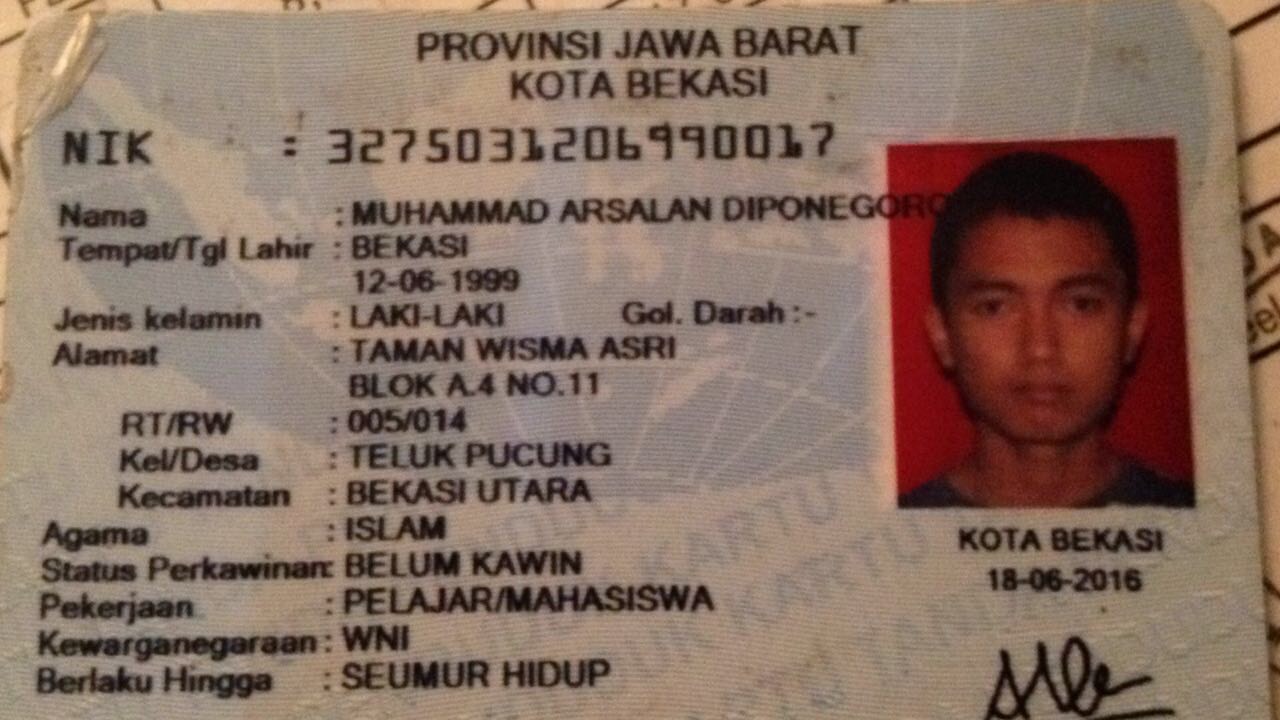 PROVINSI JAWA BARAT
KOTA BEKASI
NIK : 3275031206990017
Nama : MUHAMMAD ARSALAN DIPONEGORO
Tempat/Tgl Lahir : BEKASI
12-06-1999
Jenis kelamin : LAKI-LAKI Gol. Darah :-
Alamat : TAMAN WISMA ASRI
BLOK A.4 NO.11
RT/RW : 005/014
Kel/Desa : TELUK PUCUNG
Kecamatan : BEKASI UTARA
Agama : ISLAM
Status Perkawinan: BELUM KAWIN
Pekerjaan : PELAJAR/MAHASISWA
Kewarganegaraan : WNI
Berlaku Hingga : SEUMUR HIDUP
KOTA BEKASI
18-06-2016